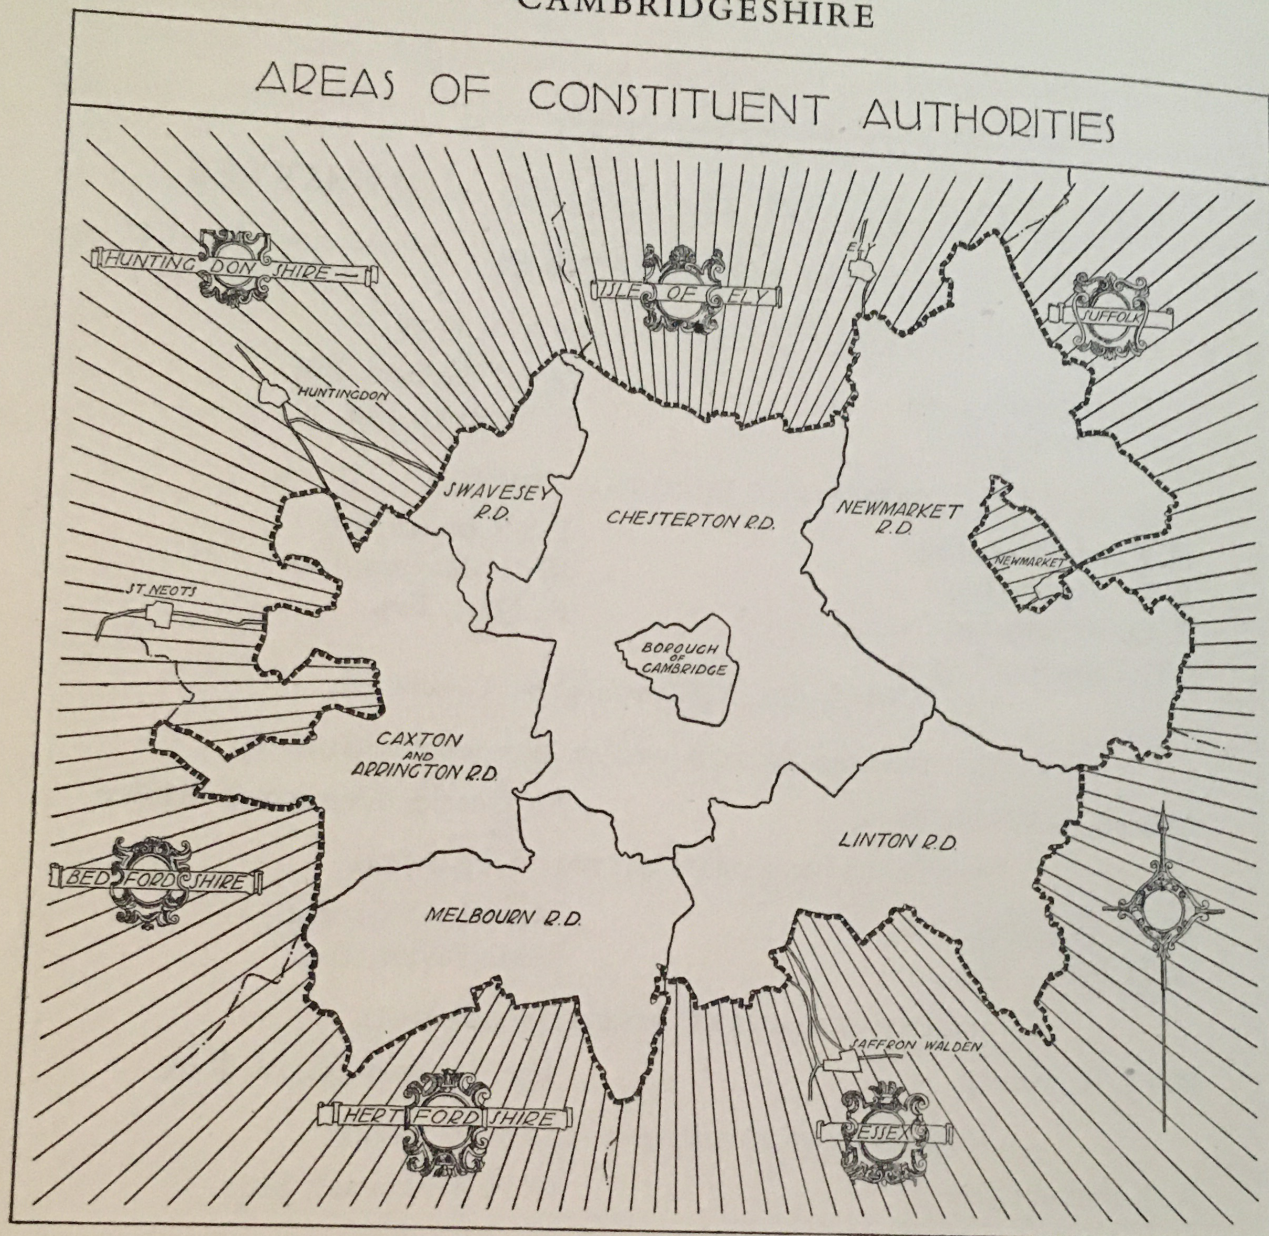 CAMBRIDGESHIRE
AREAS OF CONSTITUENT AUTHORITIES
HUNTINGDONSHIRE
ISLE OF ELY
ELY
SUFFOLK
HUNTINGDON
SWAVESEY
R.D.
CHESTERTON R.D.
NEWMARKET
R.D.
NEWMARKET
ST. NEOTS
BOROUGH
OF
CAMBRIDGE
CAXTON
AND
ARRINGTON R.D.
LINTON R.D.
BEDFORDSHIRE
MELBOURN R.D.
SAFFRON WALDEN
HERTFORDSHIRE
ESSEX